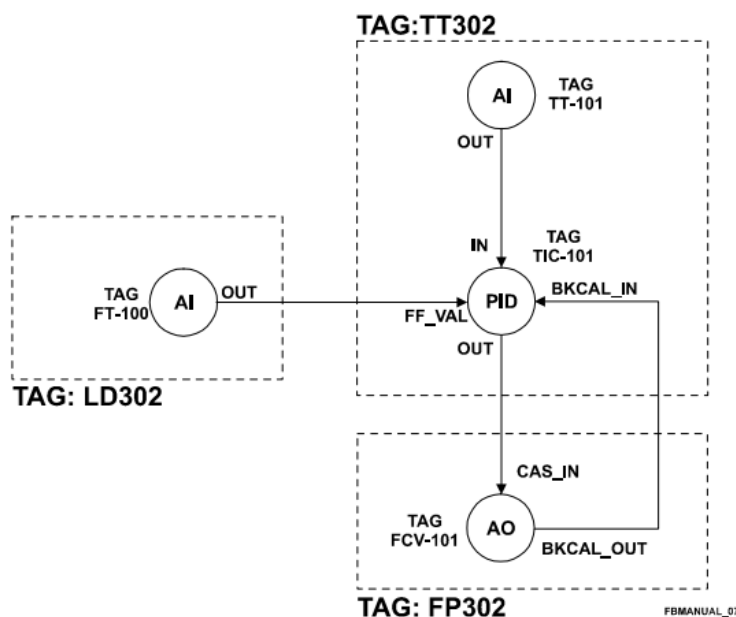 TAG:TT302
AI
TAG
TT-101
OUT
IN
TAG
TIC-101
TAG
FT-100
AI
OUT
FF_VAL
PID
BKCAL_IN
OUT
TAG: LD302
CAS_IN
TAG
FCV-101
AO
BKCAL_OUT
TAG: FP302